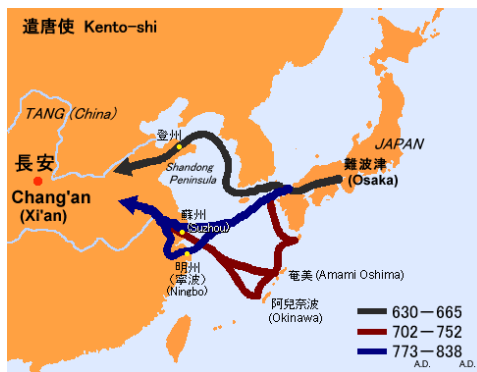 遣唐使 Kento-shi
TANG (China)
登州
JAPAN
長安
Chang'an
(Xi'an)
Shandong
Peninsula
難波津
(Osaka)
蘇州
(Suzhou)
明州
(寧波)
(Ningbo)
奄美 (Amami Oshima)
阿兒奈波
(Okinawa)
630－665
702－752
773－838
A.D. A.D.